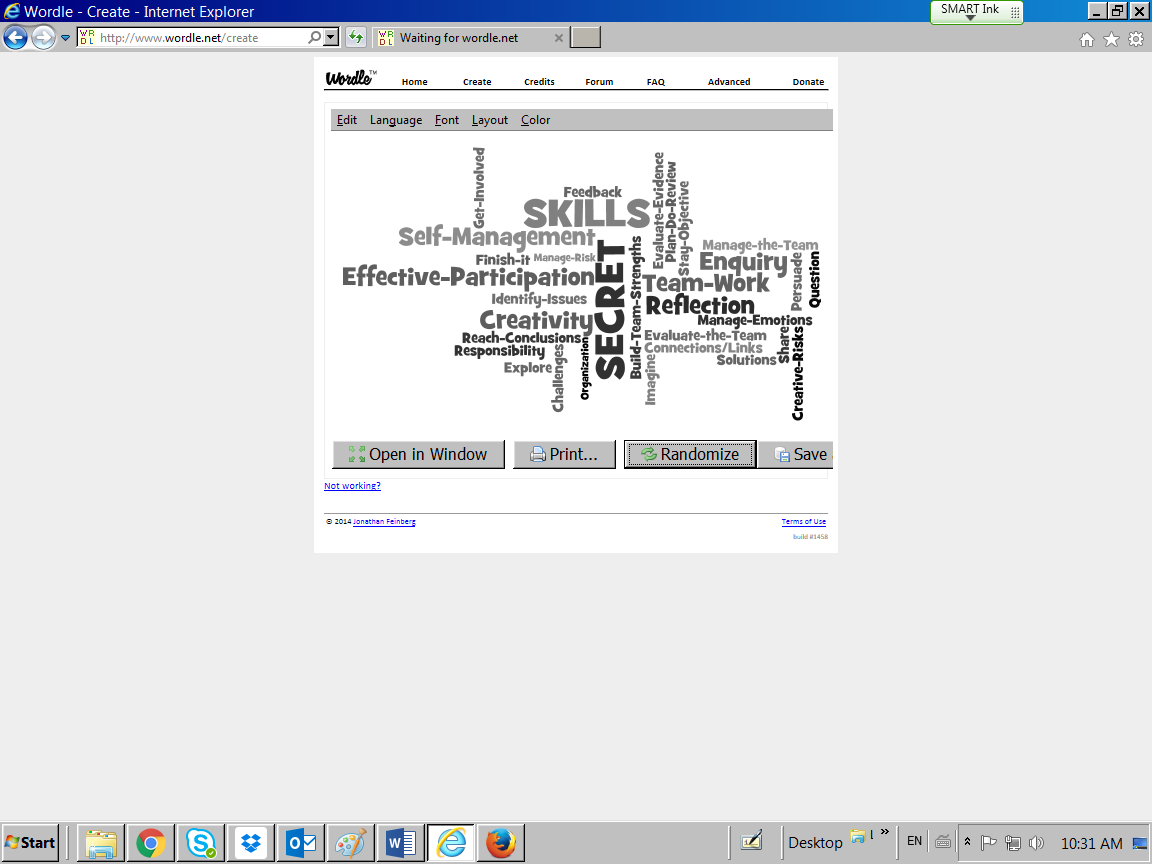 Wordle - Create - Internet Explorer
SMART Ink
http://www.wordle.net/create
Waiting for wordle.net
Wordle™ Home Create Credits Forum FAQ Advanced Donate
Edit Language Font Layout Color
Get-Involved
Feedback
SKILLS
Evaluate-Evidence
Plan-Do-Review
Stay-Objective
Self-Management
Manage-the-Team
Finish-it
Manage-Risk
Enquiry
Effective-Participation
SECRET
Build-Team-Strengths
Team-Work
Persuade
Question
Identify-Issues
Reflection
Creativity
Manage-Emotions
Reach-Conclusions
Evaluate-the-Team
Responsibility
Connections/Links
Share
Explore
Solutions
Challenges
Organization
Imagine
Creative-Risks
Open in Window Print... Randomize Save
Not working?
© 2014 Jonathan Feinberg Terms of Use
build #1458
Start Desktop EN 10:31 AM